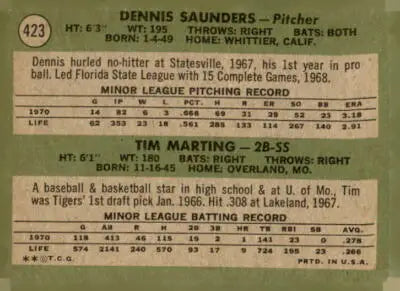 423
DENNIS SAUNDERS—Pitcher
HT: 6'3" WT: 195 THROWS: RIGHT BATS: BOTH
BORN: 1-4-49 HOME: WHITTIER, CALIF.
Dennis hurled no-hitter at Statesville, 1967, his 1st year in pro
ball. Led Florida State League with 15 Complete Games, 1968.
MINOR LEAGUE PITCHING RECORD
G IP W L PCT. H R ER SO BB ERA
1970 14 82 6 3 .666 69 31 29 52 23 3.18
LIFE 62 353 23 18 .561 285 133 114 267 140 2.91
TIM MARTING—2B-SS
HT: 6'1" WT: 180 BATS: RIGHT THROWS: RIGHT
BORN: 11-16-45 HOME: OVERLAND, MO.
A baseball & basketball star in high school & at U. of Mo., Tim
was Tigers' 1st draft pick Jan. 1966. Hit .308 at Lakeland, 1967.
MINOR LEAGUE BATTING RECORD
G AB R H 2B 3B HR TB RBI SB AVG.
1970 118 413 46 115 19 2 1 141 23 0 .278
LIFE 574 2141 240 570 93 17 9 724 195 23 .266
**©T.C.G. PRTD. IN U.S.A.